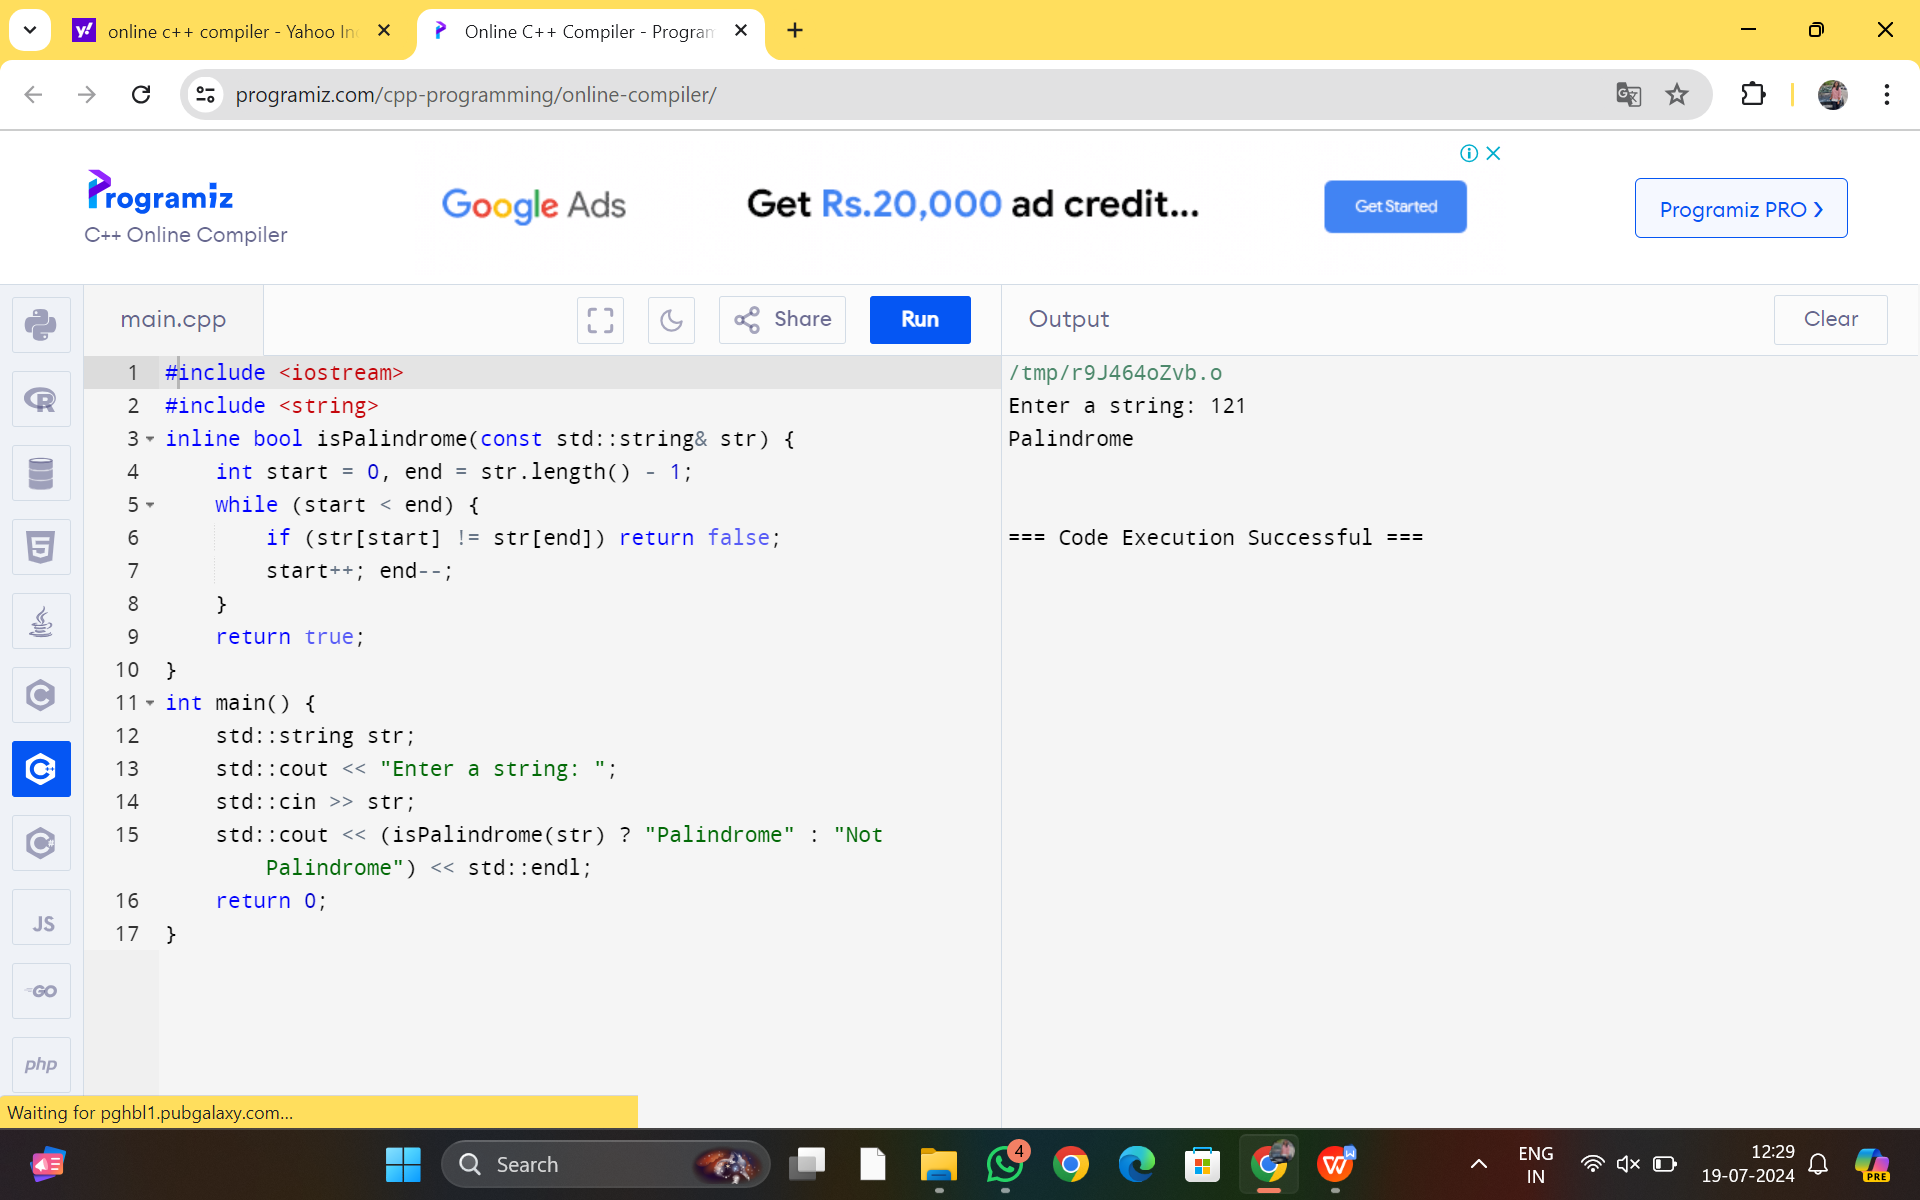 online c++ compiler - Yahoo In
Online C++ Compiler - Program
programiz.com/cpp-programming/online-compiler/
Programiz
C++ Online Compiler
Google Ads
Get Rs.20,000 ad credit...
Get Started
Programiz PRO
main.cpp
Share
Run
Output
Clear
1 #include <iostream>
2 #include <string>
3 inline bool isPalindrome(const std::string& str) {
4 int start = 0, end = str.length() - 1;
5 while (start < end) {
6 if (str[start] != str[end]) return false;
7 start++; end--;
8 }
9 return true;
10 }
11 int main() {
12 std::string str;
13 std::cout << "Enter a string: ";
14 std::cin >> str;
15 std::cout << (isPalindrome(str) ? "Palindrome" : "Not
Palindrome") << std::endl;
16 return 0;
17 }
/tmp/r9J464oZvb.o
Enter a string: 121
Palindrome
=== Code Execution Successful ===
JS
GO
php
Waiting for pghbl1.pubgalaxy.com...
Search
4
ENG
IN
12:29
19-07-2024
PRE